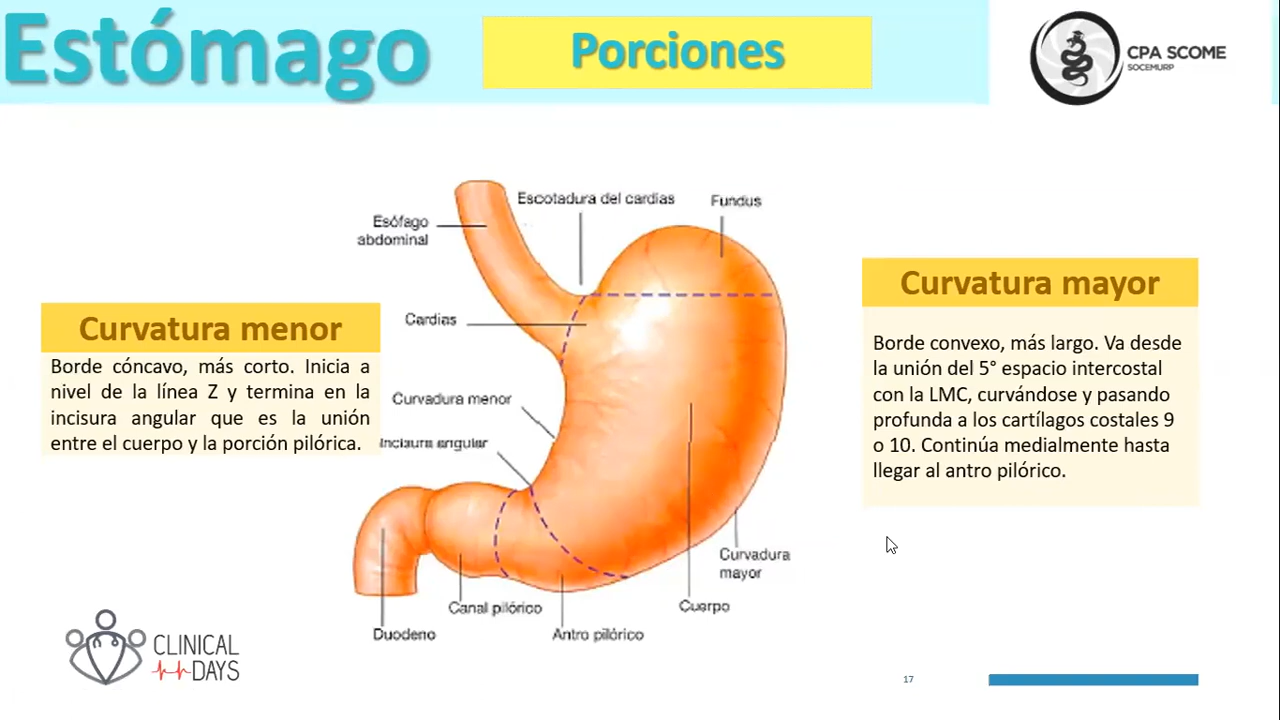 Estómago
Porciones
CPA SCOME
SOCEMURP
Escotadura del cardias
Fundus
Esófago
abdominal
Cardias
Curvadura menor
Incisura angular
Curvadura
mayor
Cuerpo
Canal pilórico
Duodeno
Antro pilórico
Curvatura menor
Borde cóncavo, más corto. Inicia a
nivel de la línea Z y termina en la
incisura angular que es la unión
entre el cuerpo y la porción pilórica.
Curvatura mayor
Borde convexo, más largo. Va desde
la unión del 5° espacio intercostal
con la LMC, curvándose y pasando
profunda a los cartílagos costales 9
o 10. Continúa medialmente hasta
llegar al antro pilórico.
CLINICAL
DAYS
17